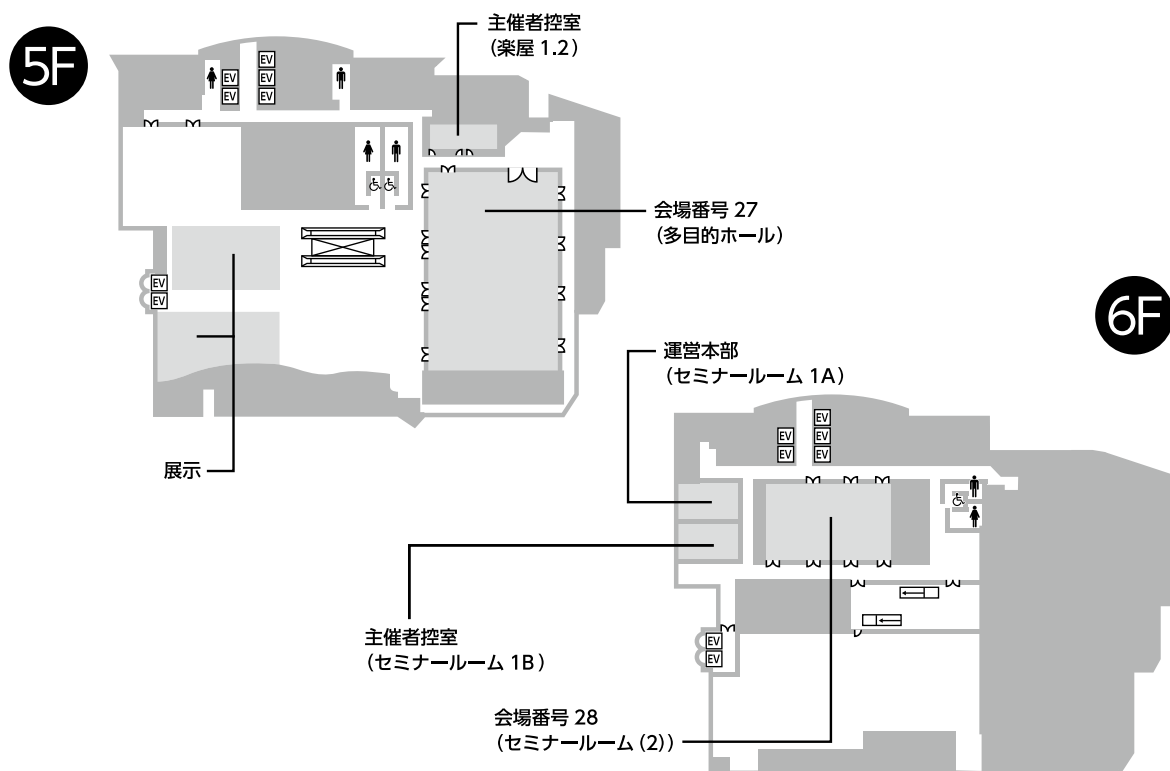 5F
主催者控室
(楽屋 1.2)
EV
EV
EV
EV
EV
会場番号 27
(多目的ホール)
EV
EV
展示
6F
運営本部
(セミナールーム 1A)
EV
EV
EV
EV
EV
主催者控室
(セミナールーム 1B)
EV
EV
会場番号 28
(セミナールーム (2))